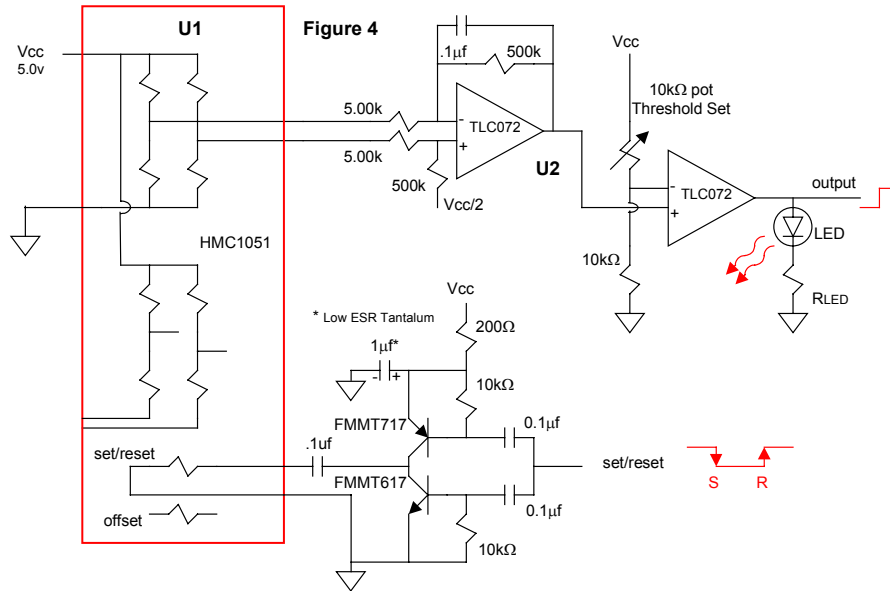 U1
Figure 4
Vcc
5.0v
.1µf
500k
5.00k
5.00k
TLC072
-
+
500k
Vcc/2
U2
Vcc
10kΩ pot
Threshold Set
TLC072
-
+
10kΩ
output
LED
RLED
HMC1051
* Low ESR Tantalum
Vcc
200Ω
1µf*
- +
10kΩ
FMMT717
0.1µf
set/reset
.1uf
FMMT617
0.1µf
set/reset
S R
offset
10kΩ